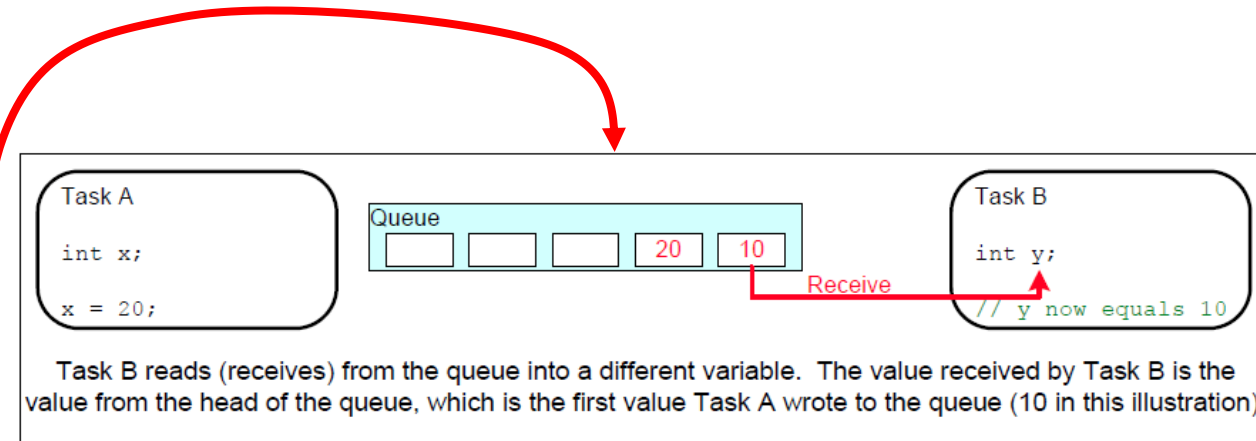 Task A
int x;
x = 20;
Queue
20 10
Receive
Task B
int y;
// y now equals 10
Task B reads (receives) from the queue into a different variable. The value received by Task B is the
value from the head of the queue, which is the first value Task A wrote to the queue (10 in this illustration)